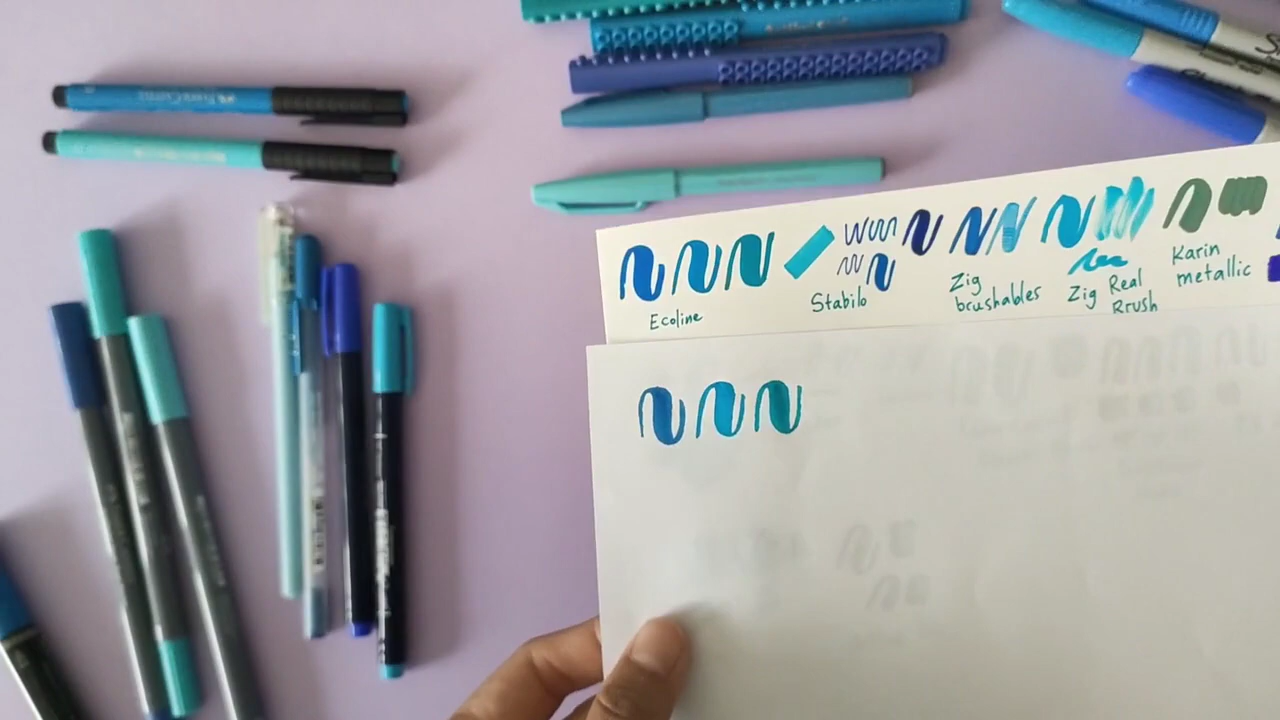 Ecoline
Stabilo
Zig
brushables
Zig Real
Brush
Karin
metallic